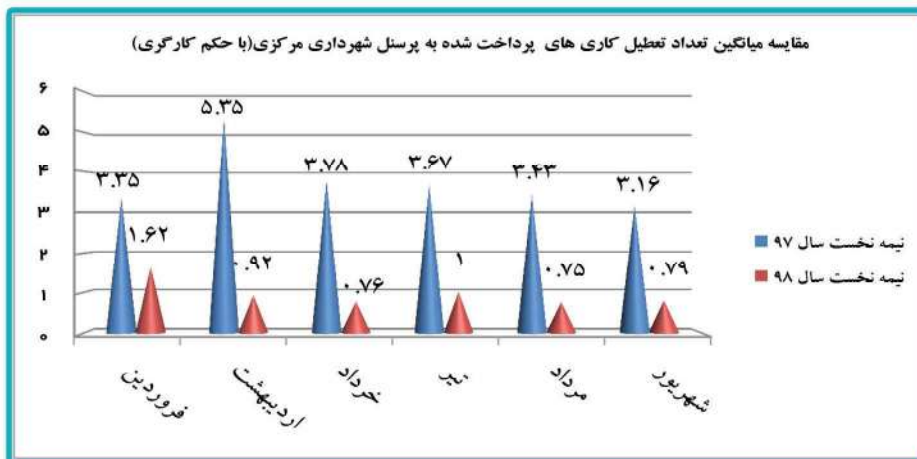 مقایسه میانگین تعداد تعطیل کاری های پرداخت شده به پرسنل شهرداری مرکزی(با حکم کارگری)
۶
۵
۴
۳
۲
۱
۰
۳.۳۵
۱.۶۲
۵.۳۵
۰.۹۲
۳.۷۸
۰.۷۶
۳.۶۷
۱
۳.۴۳
۰.۷۵
۳.۱۶
۰.۷۹
فروردین
اردیبهشت
خرداد
تیر
مرداد
شهریور
نیمه نخست سال ۹۷
نیمه نخست سال ۹۸